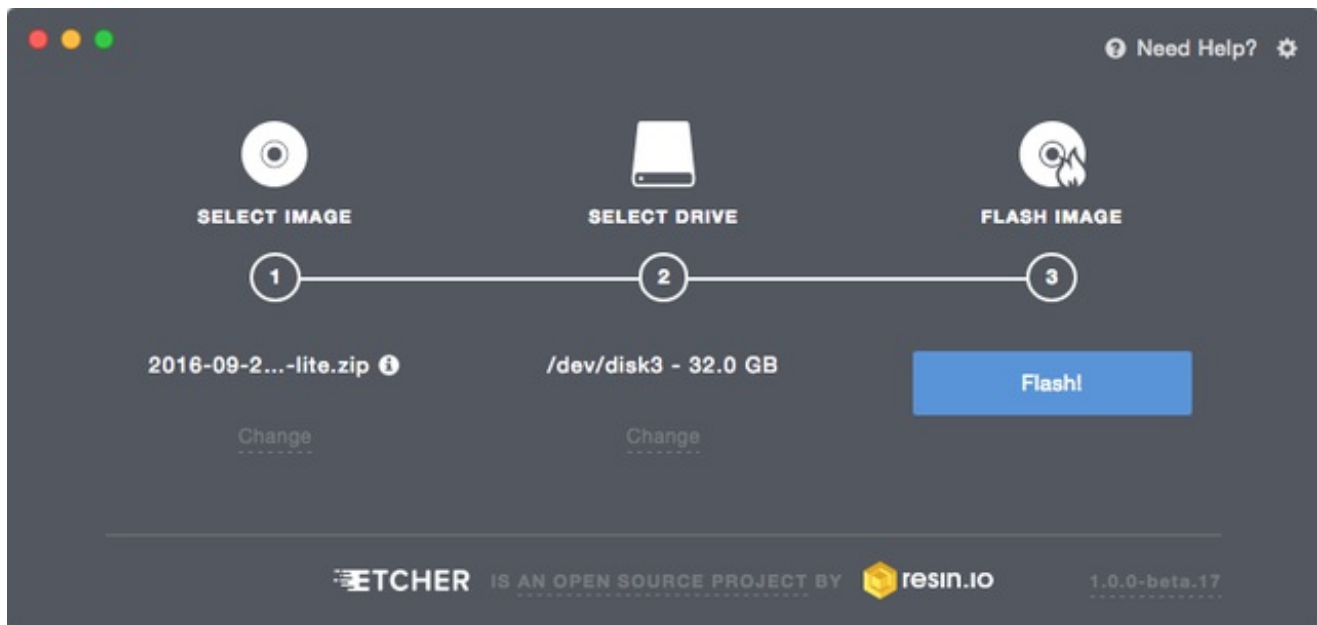 Need Help?
SELECT IMAGE
SELECT DRIVE
FLASH IMAGE
1
2
3
2016-09-2...-lite.zip
/dev/disk3 - 32.0 GB
Flash!
Change
Change
ETCHER IS AN OPEN SOURCE PROJECT BY resin.io 1.0.0-beta.17